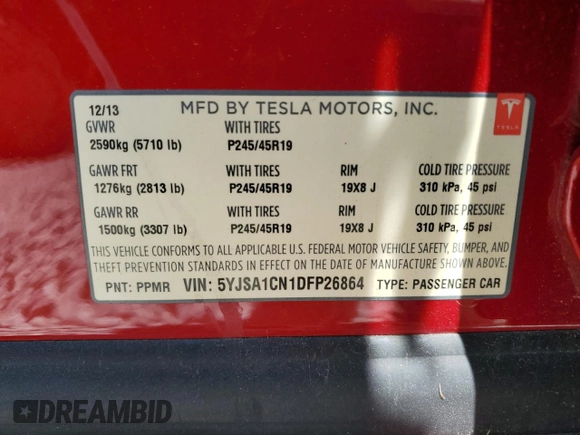 12/13 MFD BY TESLA MOTORS, INC.
TESLA
GVWR WITH TIRES
2590kg (5710 lb) P245/45R19
GAWR FRT WITH TIRES RIM COLD TIRE PRESSURE
1276kg (2813 lb) P245/45R19 19X8 J 310 kPa, 45 psi
GAWR RR WITH TIRES RIM COLD TIRE PRESSURE
1500kg (3307 lb) P245/45R19 19X8 J 310 kPa, 45 psi
THIS VEHICLE CONFORMS TO ALL APPLICABLE U.S. FEDERAL MOTOR VEHICLE SAFETY, BUMPER, AND
THEFT PREVENTION STANDARDS IN EFFECT ON THE DATE OF MANUFACTURE SHOWN ABOVE.
PNT: PPMR VIN: 5YJSA1CN1DFP26864 TYPE: PASSENGER CAR
DREAMBID